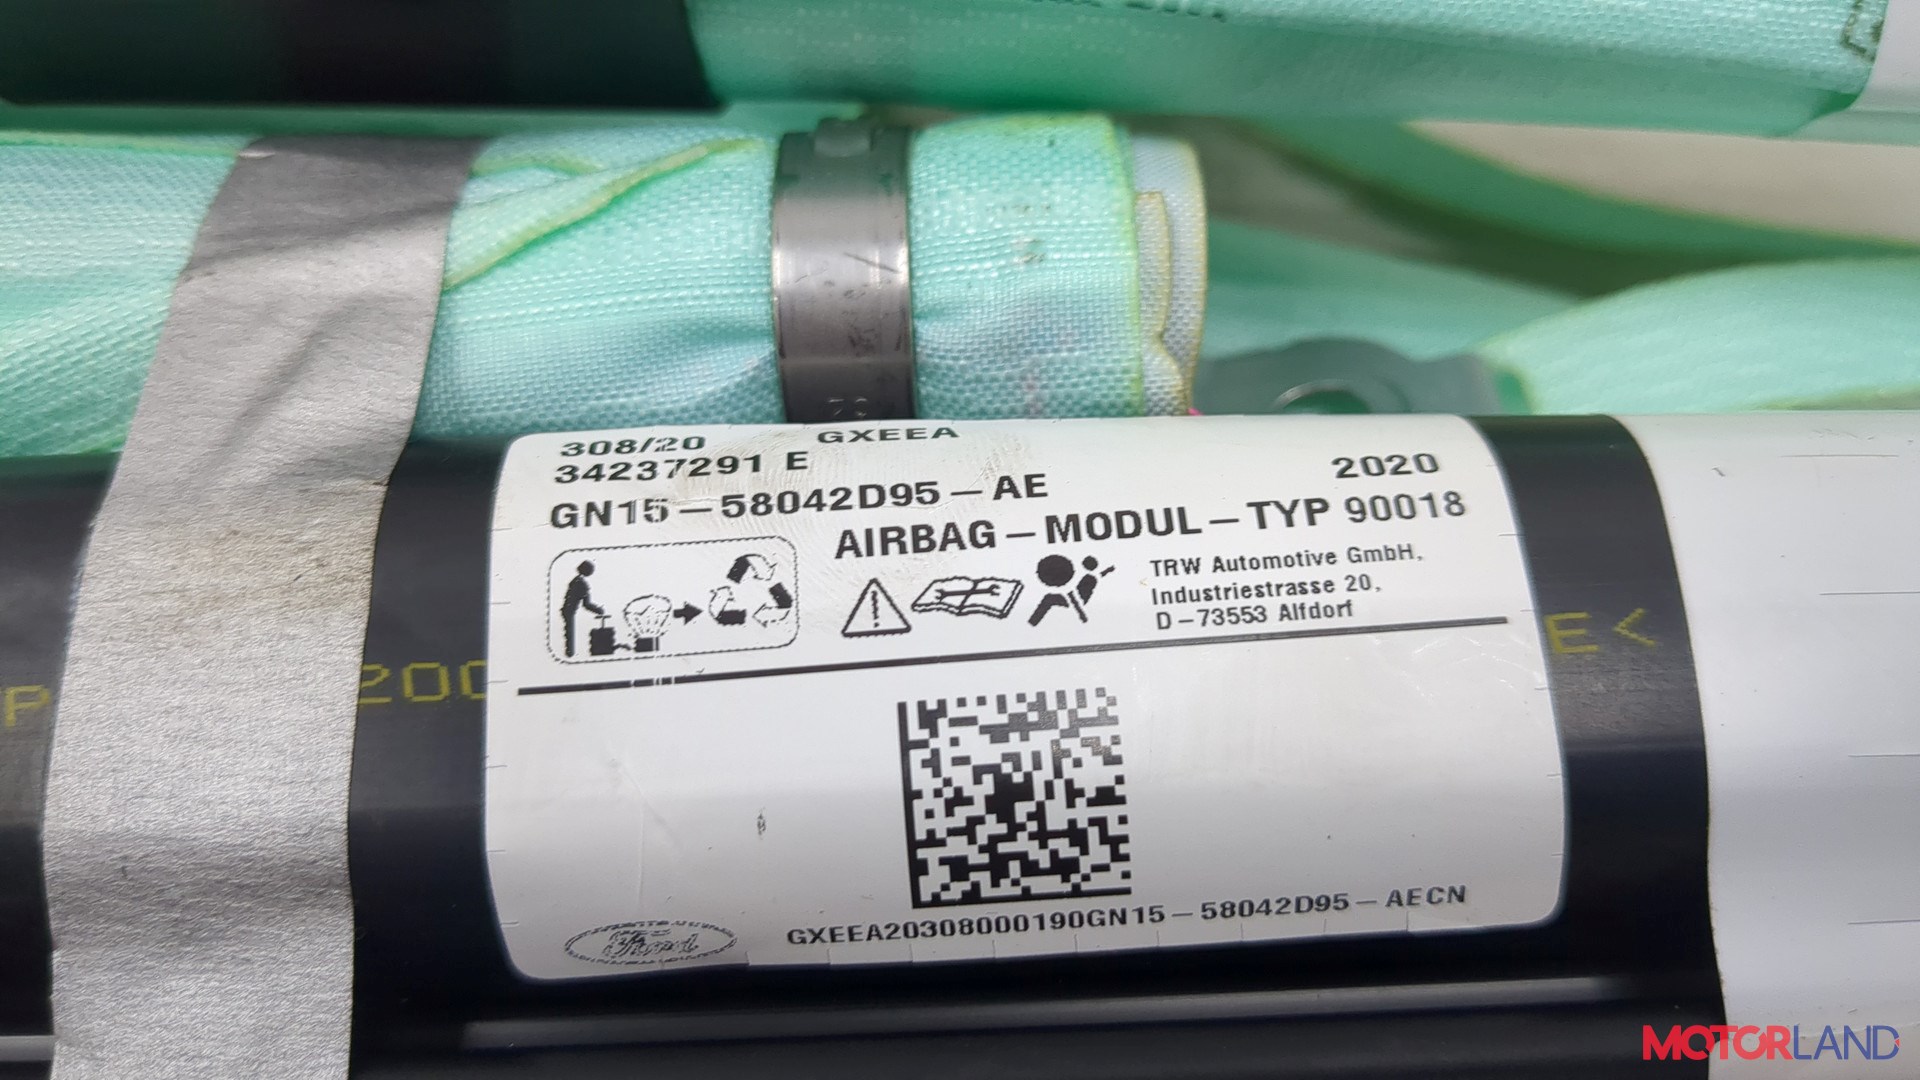 308/20 GXEEA
34237291 E
2020
GN15-58042D95-AE
AIRBAG-MODUL-TYP 90018
TRW Automotive GmbH,
Industriestrasse 20,
D-73553 Alfdorf
200
E<
P
Ford
GXEEA20308000190GN15-58042D95-AECN
MOTORLAND